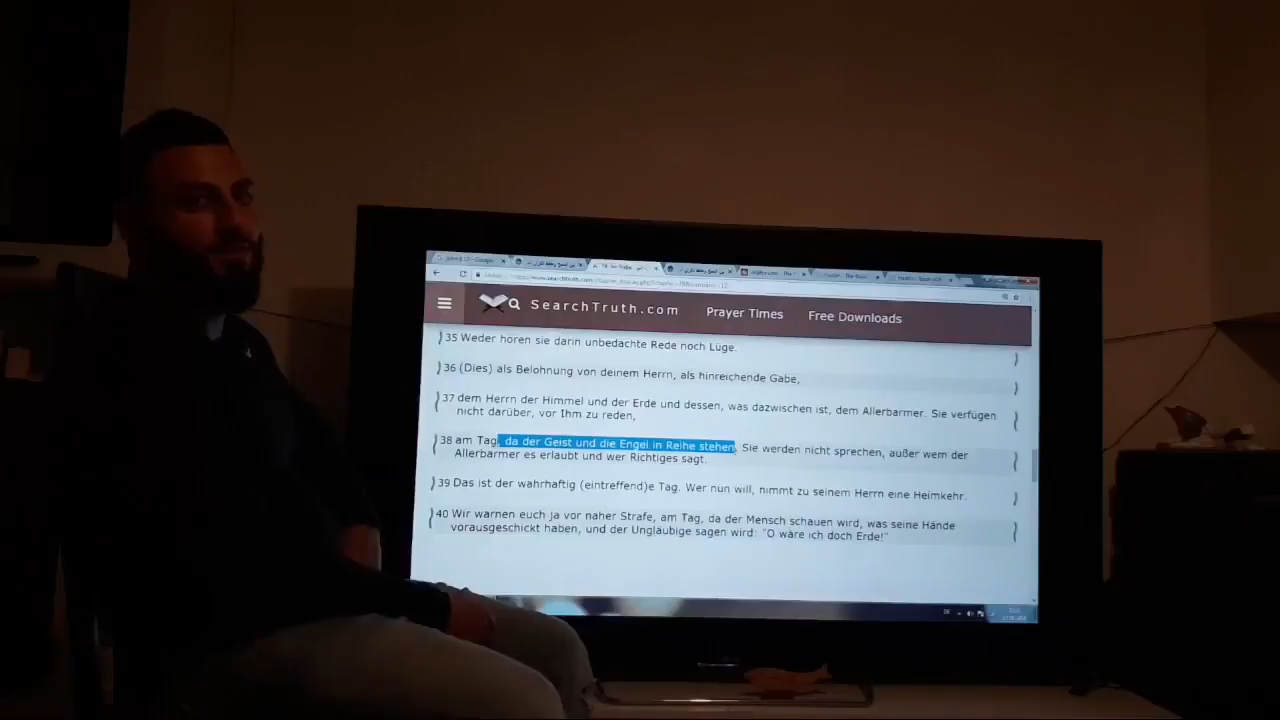 SearchTruth.com Prayer Times Free Downloads
35 Weder horen sie darin unbedachte Rede noch Lüge.
36 (Dies) als Belohnung von deinem Herrn, als hinreichende Gabe,
37 dem Herrn der Himmel und der Erde und dessen, was dazwischen ist, dem Allerbarmer. Sie verfügen
nicht darüber, vor Ihm zu reden,
38 am Tag, da der Geist und die Engel in Reihe stehen. Sie werden nicht sprechen, außer wem der
Allerbarmer es erlaubt und wer Richtiges sagt.
39 Das ist der wahrhaftig (eintreffend)e Tag. Wer nun will, nimmt zu seinem Herrn eine Heimkehr.
40 Wir warnen euch ja vor naher Strafe, am Tag, da der Mensch schauen wird, was seine Hände
vorausgeschickt haben, und der Ungläubige sagen wird: "O wäre ich doch Erde!"